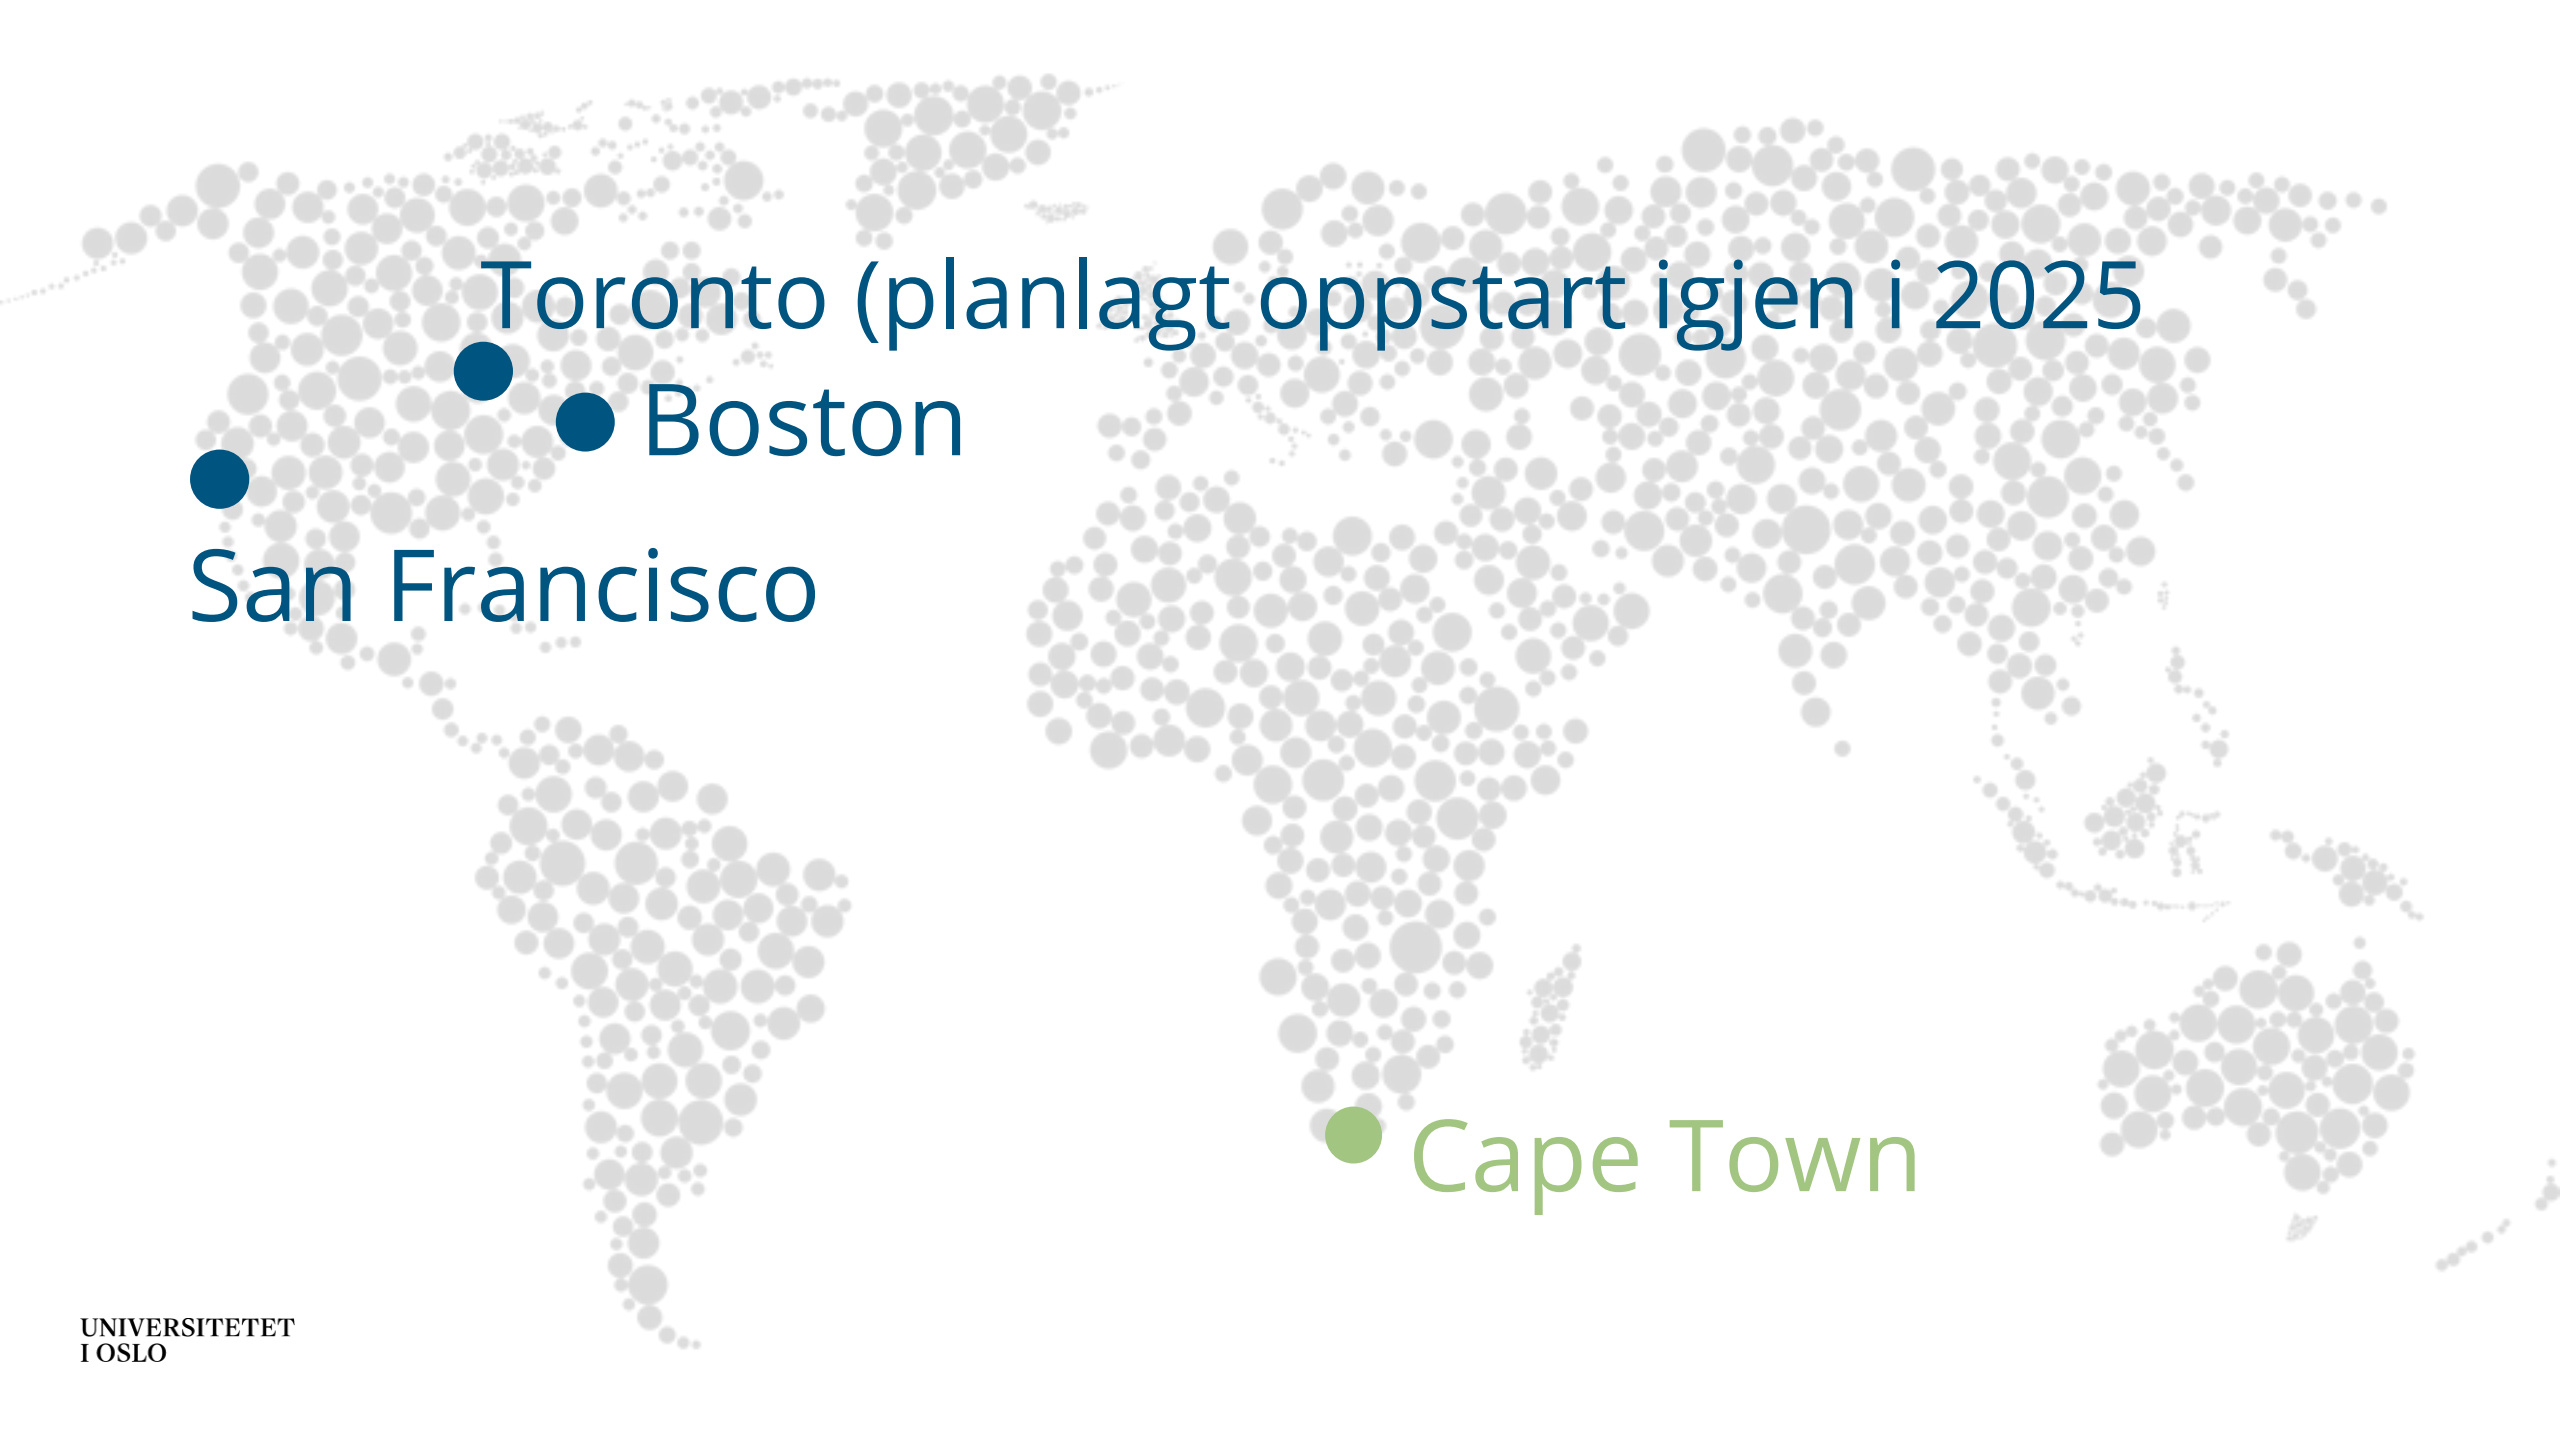 Toronto (planlagt oppstart igjen i 2025
Boston
San Francisco
Cape Town
UNIVERSITETET
I OSLO